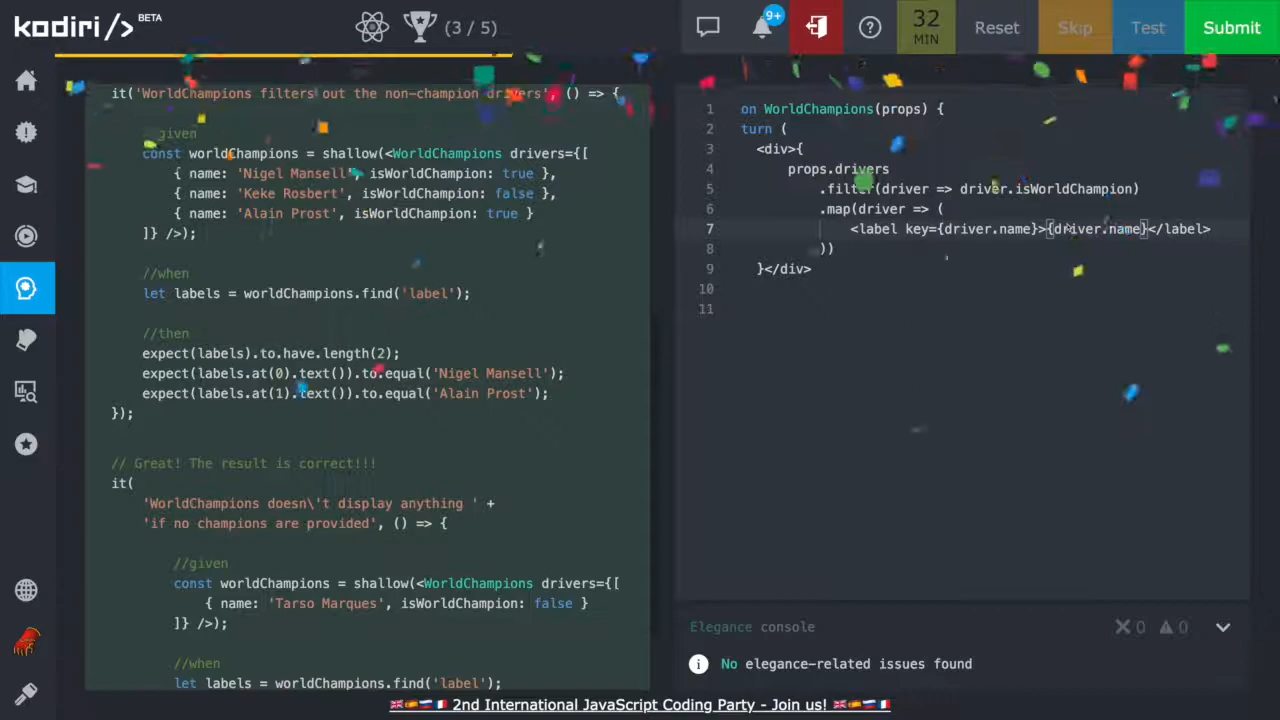 kodiri /> BETA
(3 / 5)
9+
32 MIN
Reset
Skip
Test
Submit
it('WorldChampions filters out the non-champion drivers', () => {
//given
const worldChampions = shallow(<WorldChampions drivers={[
{ name: 'Nigel Mansell', isWorldChampion: true },
{ name: 'Keke Rosbert', isWorldChampion: false },
{ name: 'Alain Prost', isWorldChampion: true }
]} />);
//when
let labels = worldChampions.find('label');
//then
expect(labels).to.have.length(2);
expect(labels.at(0).text()).to.equal('Nigel Mansell');
expect(labels.at(1).text()).to.equal('Alain Prost');
});
// Great! The result is correct!!!
it(
'WorldChampions doesn\'t display anything ' +
'if no champions are provided', () => {
//given
const worldChampions = shallow(<WorldChampions drivers={[
{ name: 'Tarso Marques', isWorldChampion: false }
]} />);
//when
let labels = worldChampions.find('label');
1 on WorldChampions(props) {
2 turn (
3 <div>{
4 props.drivers
5 .filter(driver => driver.isWorldChampion)
6 .map(driver => (
7 <label key={driver.name}>{driver.name}</label>
8 ))
9 }</div>
10
11
Elegance console
0 0
No elegance-related issues found
2nd International JavaScript Coding Party - Join us!